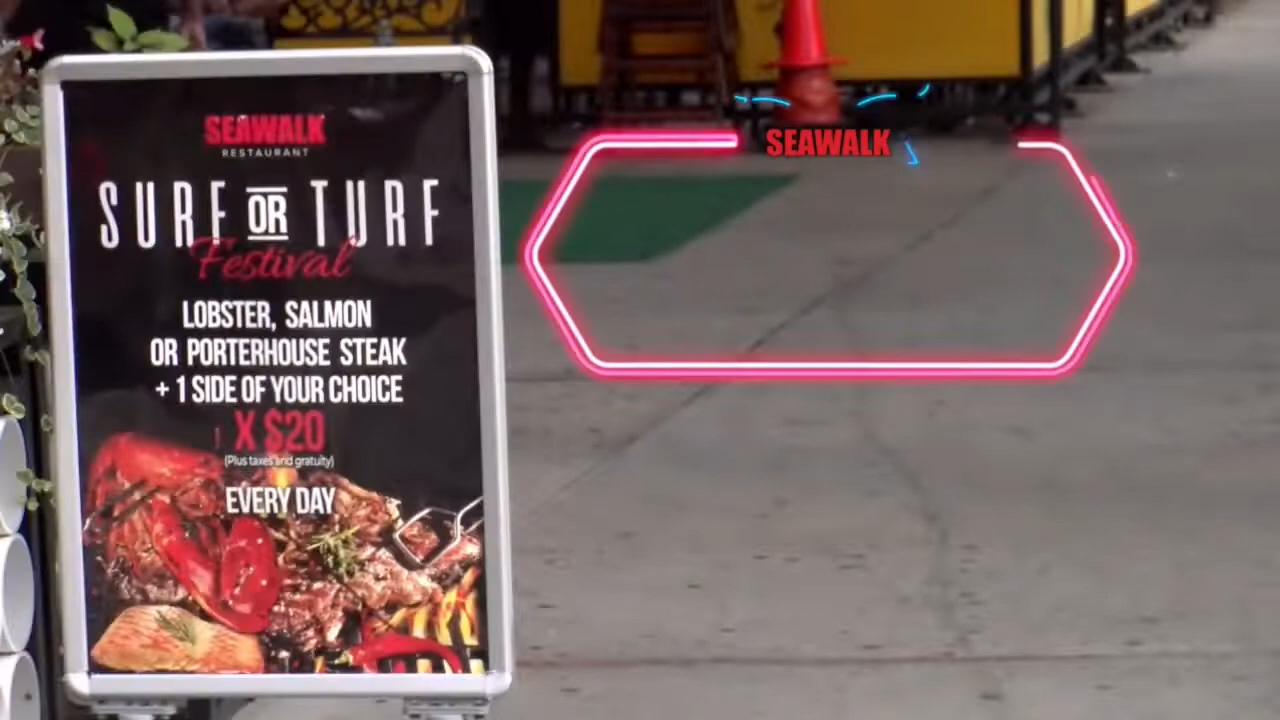 SEAWALK
RESTAURANT
SURF OR TURF
Festival
LOBSTER, SALMON
OR PORTERHOUSE STEAK
+ 1 SIDE OF YOUR CHOICE
X $20
(Plus taxes and gratuity)
EVERY DAY
SEAWALK